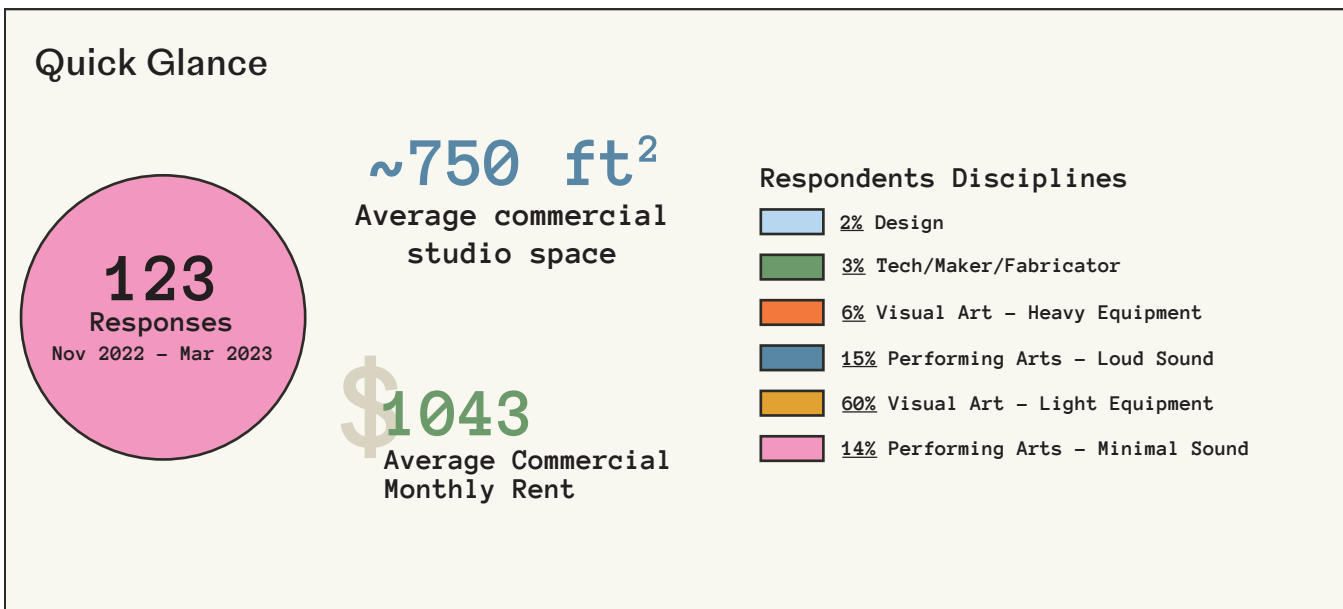 Quick Glance
123
Responses
Nov 2022 – Mar 2023
~750 ft²
Average commercial
studio space
$1043
Average Commercial
Monthly Rent
Respondents Disciplines
2% Design
3% Tech/Maker/Fabricator
6% Visual Art – Heavy Equipment
15% Performing Arts – Loud Sound
60% Visual Art – Light Equipment
14% Performing Arts – Minimal Sound